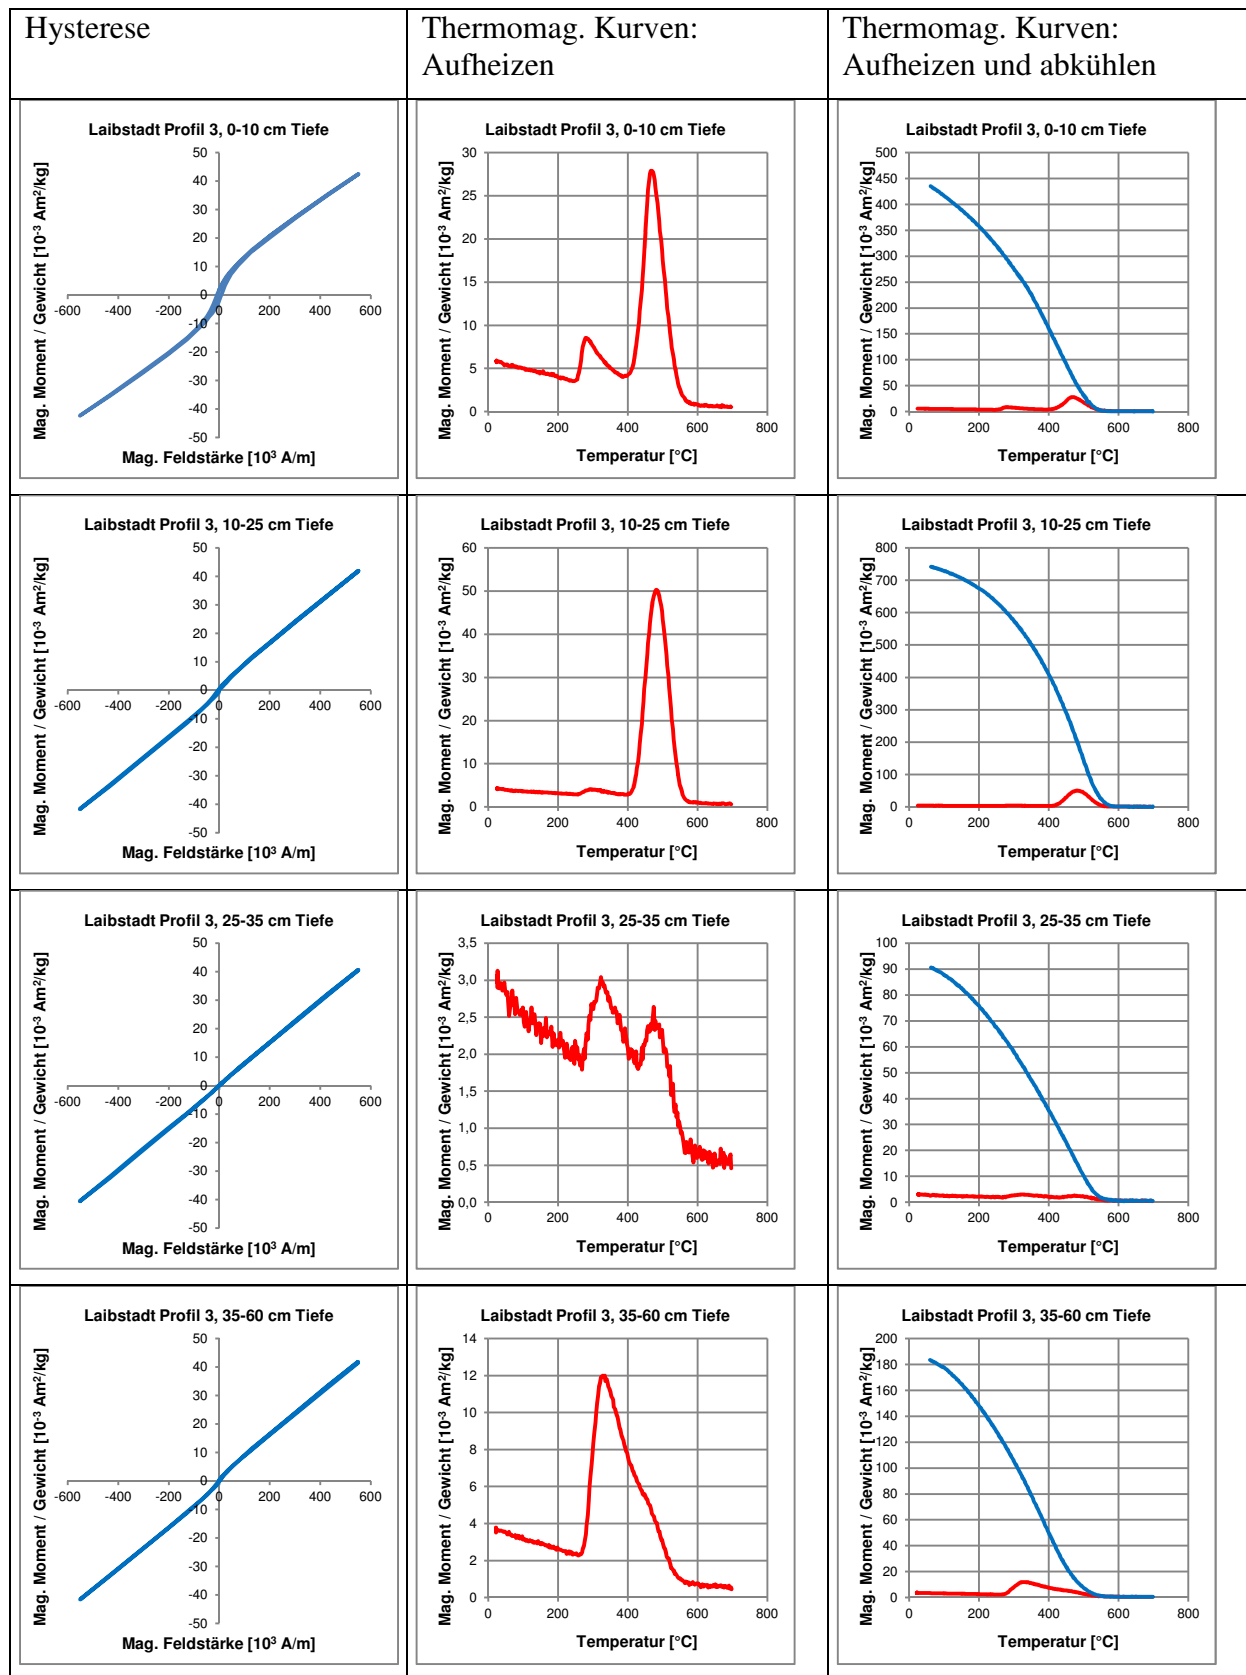 Hysterese
Thermomag. Kurven:
Aufheizen
Thermomag. Kurven:
Aufheizen und abkühlen
Laibstadt Profil 3, 0-10 cm Tiefe
Mag. Moment / Gewicht [10⁻³ Am²/kg]
50
40
30
20
10
0
-10
-20
-30
-40
-50
-600 -400 -200 0 200 400 600
Mag. Feldstärke [10³ A/m]
Laibstadt Profil 3, 0-10 cm Tiefe
Mag. Moment / Gewicht [10⁻³ Am²/kg]
30
25
20
15
10
5
0
0 200 400 600 800
Temperatur [°C]
Laibstadt Profil 3, 0-10 cm Tiefe
Mag. Moment / Gewicht [10⁻³ Am²/kg]
500
450
400
350
300
250
200
150
100
50
0
0 200 400 600 800
Temperatur [°C]
Laibstadt Profil 3, 10-25 cm Tiefe
Mag. Moment / Gewicht [10⁻³ Am²/kg]
50
40
30
20
10
0
-10
-20
-30
-40
-50
-600 -400 -200 0 200 400 600
Mag. Feldstärke [10³ A/m]
Laibstadt Profil 3, 10-25 cm Tiefe
Mag. Moment / Gewicht [10⁻³ Am²/kg]
60
50
40
30
20
10
0
0 200 400 600 800
Temperatur [°C]
Laibstadt Profil 3, 10-25 cm Tiefe
Mag. Moment / Gewicht [10⁻³ Am²/kg]
800
700
600
500
400
300
200
100
0
0 200 400 600 800
Temperatur [°C]
Laibstadt Profil 3, 25-35 cm Tiefe
Mag. Moment / Gewicht [10⁻³ Am²/kg]
50
40
30
20
10
0
-10
-20
-30
-40
-50
-600 -400 -200 0 200 400 600
Mag. Feldstärke [10³ A/m]
Laibstadt Profil 3, 25-35 cm Tiefe
Mag. Moment / Gewicht [10⁻³ Am²/kg]
3,5
3,0
2,5
2,0
1,5
1,0
0,5
0,0
0 200 400 600 800
Temperatur [°C]
Laibstadt Profil 3, 25-35 cm Tiefe
Mag. Moment / Gewicht [10⁻³ Am²/kg]
100
90
80
70
60
50
40
30
20
10
0
0 200 400 600 800
Temperatur [°C]
Laibstadt Profil 3, 35-60 cm Tiefe
Mag. Moment / Gewicht [10⁻³ Am²/kg]
50
40
30
20
10
0
-10
-20
-30
-40
-50
-600 -400 -200 0 200 400 600
Mag. Feldstärke [10³ A/m]
Laibstadt Profil 3, 35-60 cm Tiefe
Mag. Moment / Gewicht [10⁻³ Am²/kg]
14
12
10
8
6
4
2
0
0 200 400 600 800
Temperatur [°C]
Laibstadt Profil 3, 35-60 cm Tiefe
Mag. Moment / Gewicht [10⁻³ Am²/kg]
200
180
160
140
120
100
80
60
40
20
0
0 200 400 600 800
Temperatur [°C]